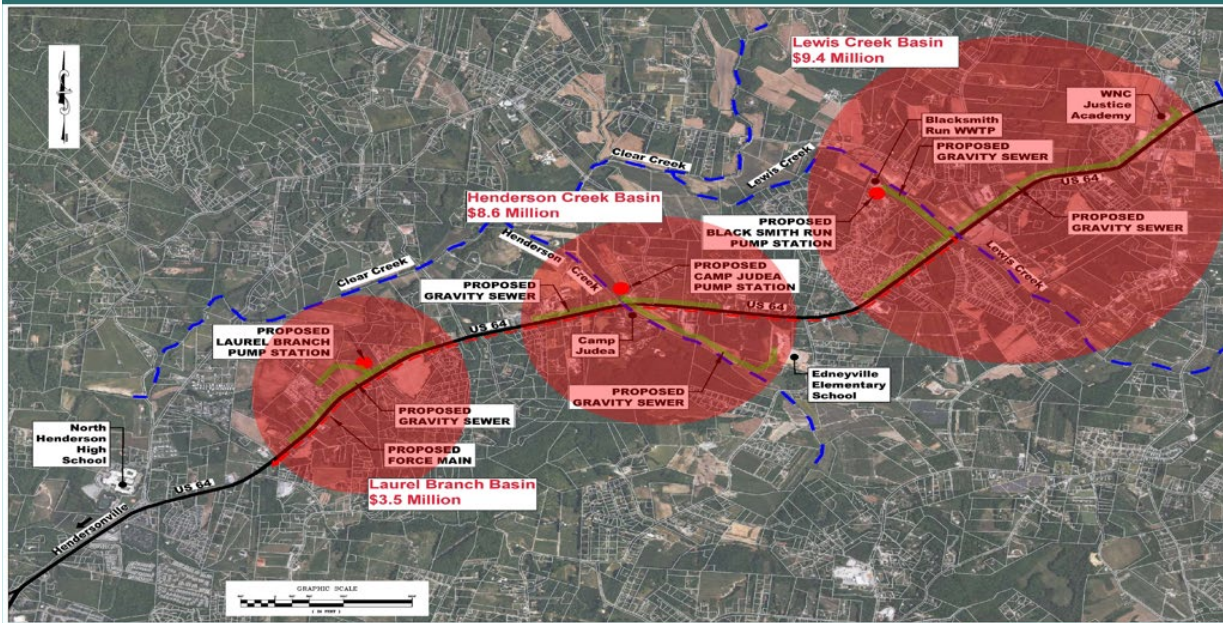 Lewis Creek Basin
$9.4 Million
WNC
Justice
Academy
Blacksmith
Run WWTP
PROPOSED
GRAVITY SEWER
Clear Creek
Lewis Creek
US 64
Henderson Creek Basin
$8.6 Million
PROPOSED
BLACK SMITH RUN
PUMP STATION
PROPOSED
GRAVITY SEWER
Lewis Creek
Henderson
Creek
Clear Creek
PROPOSED
CAMP JUDEA
PUMP STATION
PROPOSED
GRAVITY SEWER
US 64
PROPOSED
LAUREL BRANCH
PUMP STATION
US 64
Camp
Judea
Edneyville
Elementary
School
PROPOSED
GRAVITY SEWER
PROPOSED
GRAVITY SEWER
North
Henderson
High
School
PROPOSED
FORCE MAIN
Laurel Branch Basin
$3.5 Million
US 64
Hendersonville
GRAPHIC SCALE